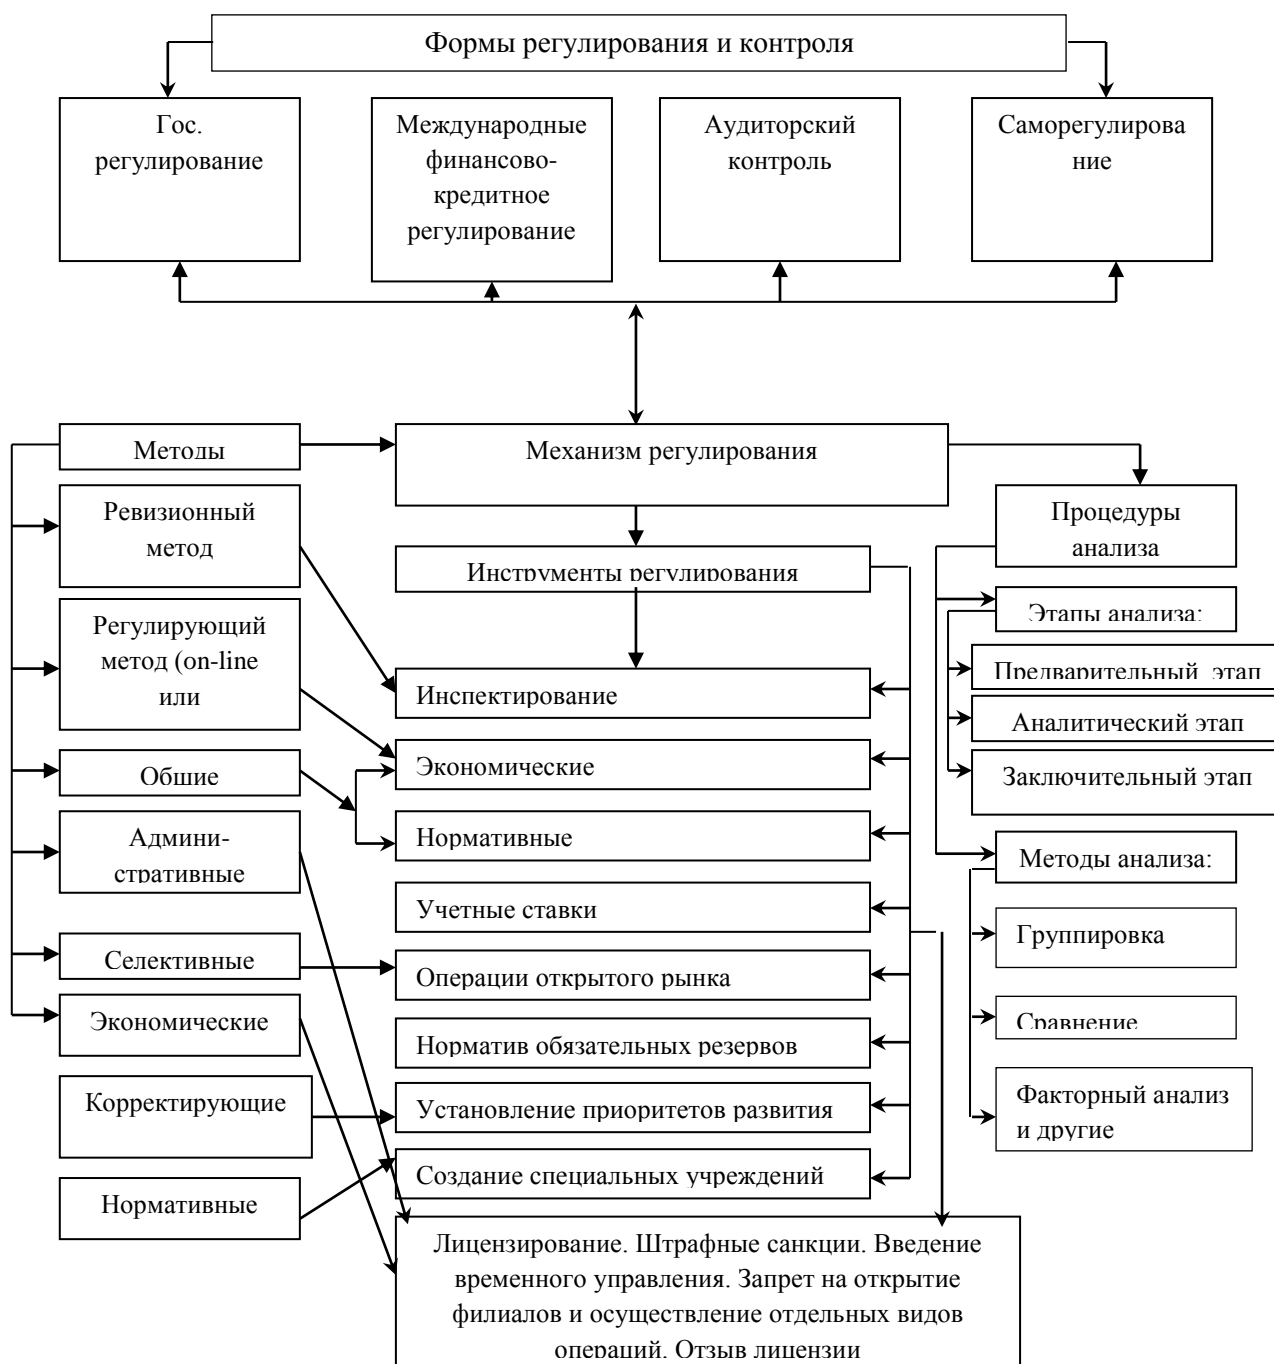 Формы регулирования и контроля
Гос.
регулирование
Международные
финансово-
кредитное
регулирование
Аудиторский
контроль
Саморегулирова
ние
Методы
Механизм регулирования
Ревизионный
метод
Процедуры
анализа
Инструменты регулирования
Этапы анализа:
Регулирующий
метод (on-line
или
Предварительный этап
Инспектирование
Аналитический этап
Общие
Экономические
Заключительный этап
Админи-
стративные
Нормативные
Методы анализа:
Учетные ставки
Группировка
Селективные
Операции открытого рынка
Экономические
Сравнение
Норматив обязательных резервов
Корректирующие
Установление приоритетов развития
Факторный анализ
и другие
Создание специальных учреждений
Нормативные
Лицензирование. Штрафные санкции. Введение
временного управления. Запрет на открытие
филиалов и осуществление отдельных видов
операций. Отзыв лицензии